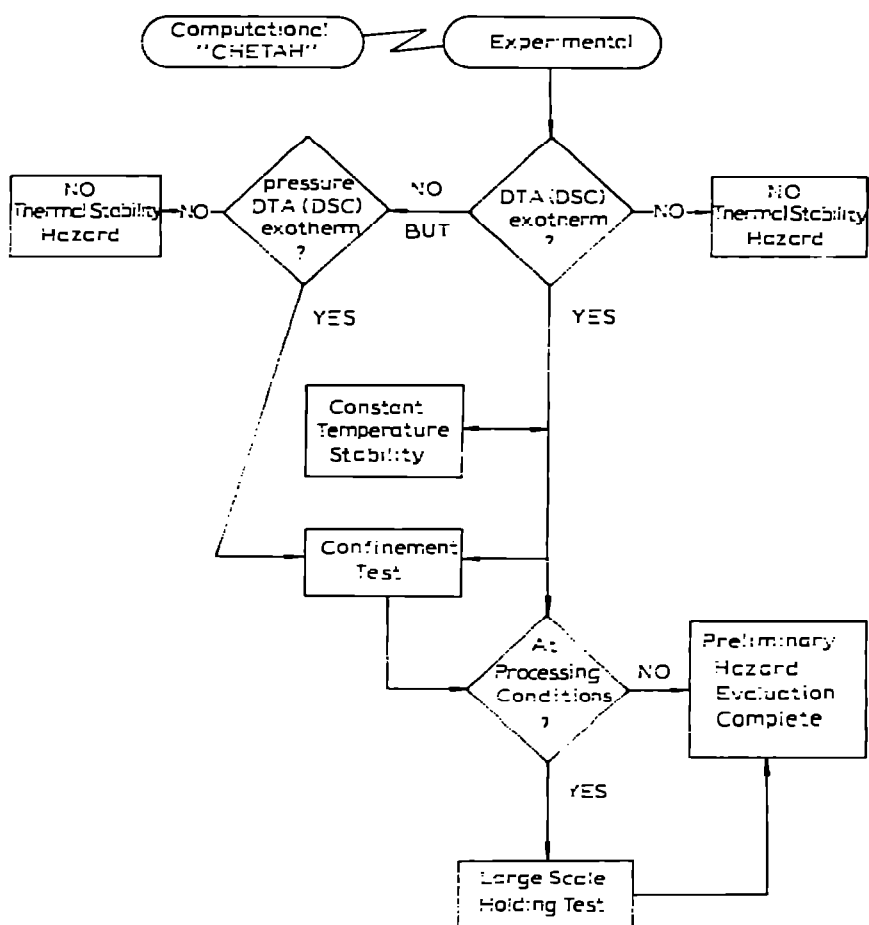 Computational
"CHETAH"
Experimental
NO
Thermal Stability
Hazard
NO
pressure
DTA (DSC)
exotherm
?
NO
BUT
DTA (DSC)
exotherm
?
NO
NO
Thermal Stability
Hazard
YES
YES
Constant
Temperature
Stability
Confinement
Test
At
Processing
Conditions
?
NO
Preliminary
Hazard
Evaluation
Complete
YES
Large Scale
Holding Test